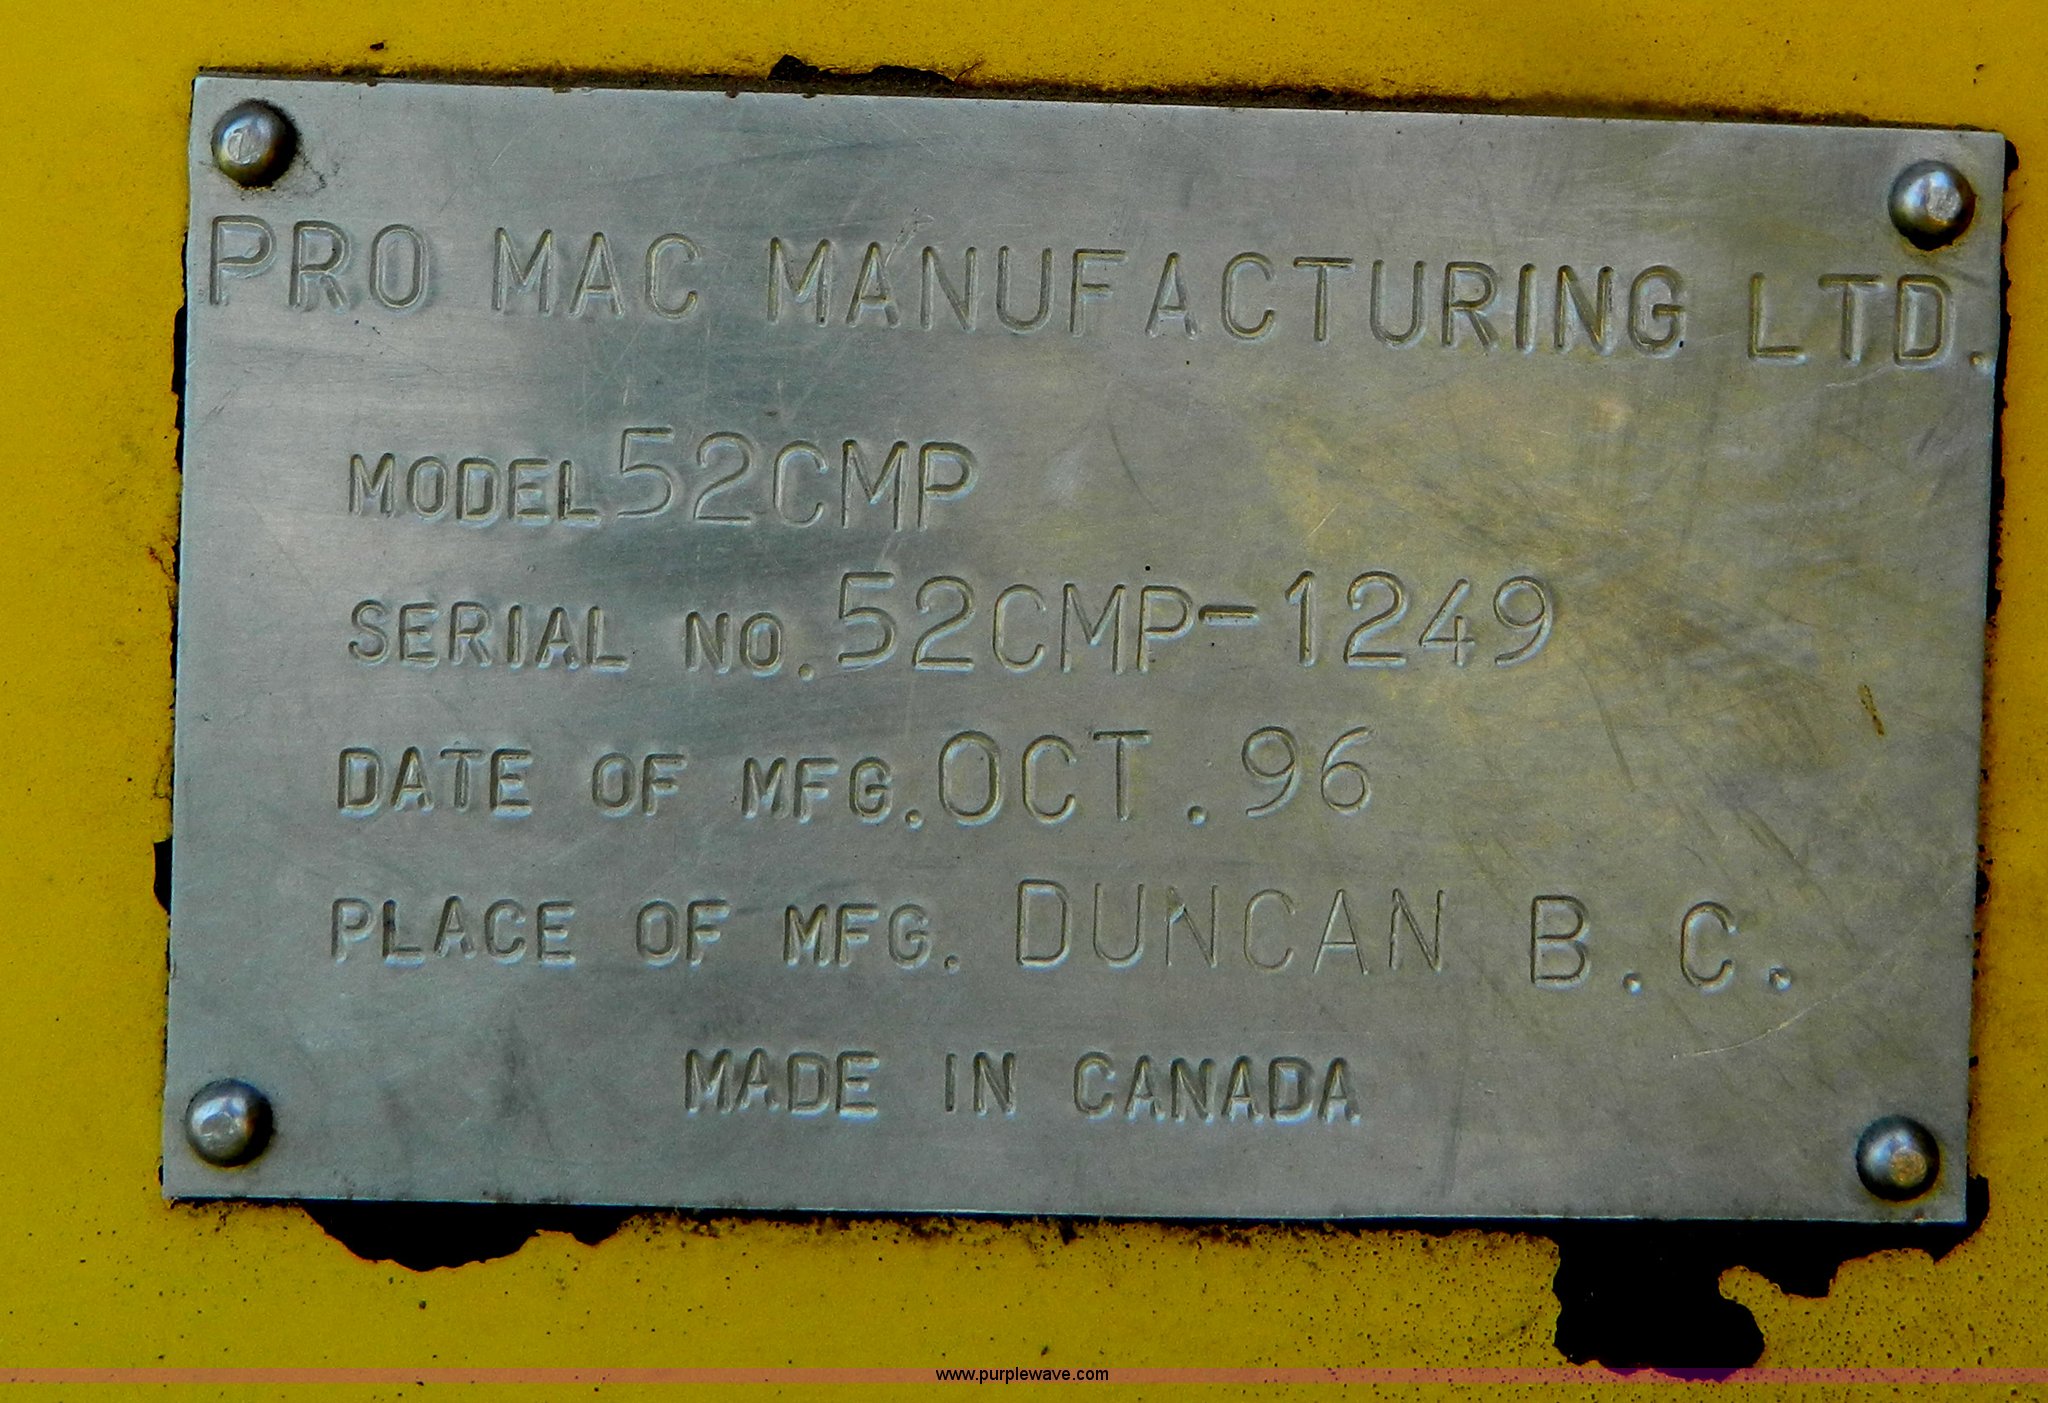 PRO MAC MANUFACTURING LTD.
MODEL 52CMP
SERIAL NO. 52CMP-1249
DATE OF MFG. OCT. 96
PLACE OF MFG. DUNCAN B.C.
MADE IN CANADA
www.purplewave.com